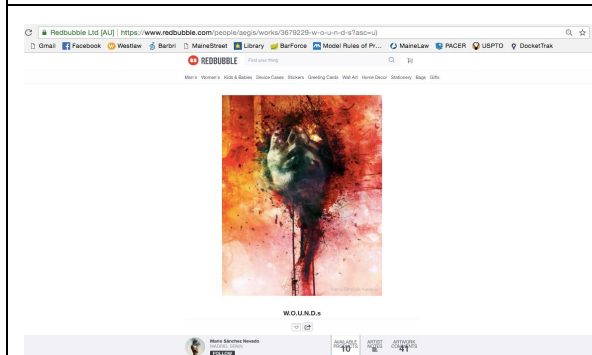 Redbubble Ltd [AU] https://www.redbubble.com/people/aegis/works/3679229-w-o-u-n-d-s?asc=u)
Gmail Facebook Westlaw Barbri MaineStreet Library BarForce Model Rules of Pr... MaineLaw PACER USPTO DocketTrak
REDBUBBLE Find your thing
Men's Women's Kids & Babies Device Cases Stickers Greeting Cards Wall Art Home Decor Stationery Bags Gifts
W.O.U.N.D.s
Mario Sánchez Nevado
MADRID, SPAIN
FOLLOW
AVAILABLE PRODUCTS ARTIST NOTES ARTWORK COMMENTS
10 41